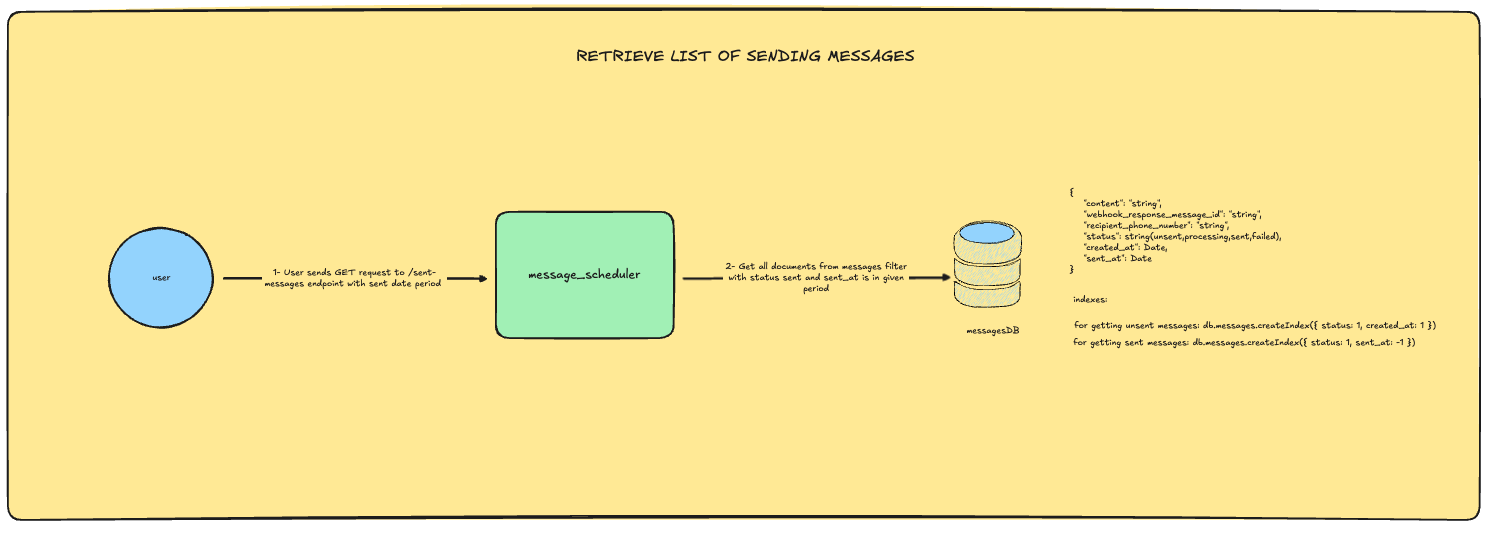 RETRIEVE LIST OF SENDING MESSAGES
user
1- User sends GET request to /sent-
messages endpoint with sent date period
message_scheduler
2- Get all documents from messages filter
with status sent and sent_at is in given
period
messagesDB
{
"content": "string",
"webhook_response_message_id": "string",
"recipient_phone_number": "string",
"status": string(unsent,processing,sent,failed),
"created_at": Date,
"sent_at": Date
}
indexes:
for getting unsent messages: db.messages.createIndex({ status: 1, created_at: 1 })
for getting sent messages: db.messages.createIndex({ status: 1, sent_at: -1 })